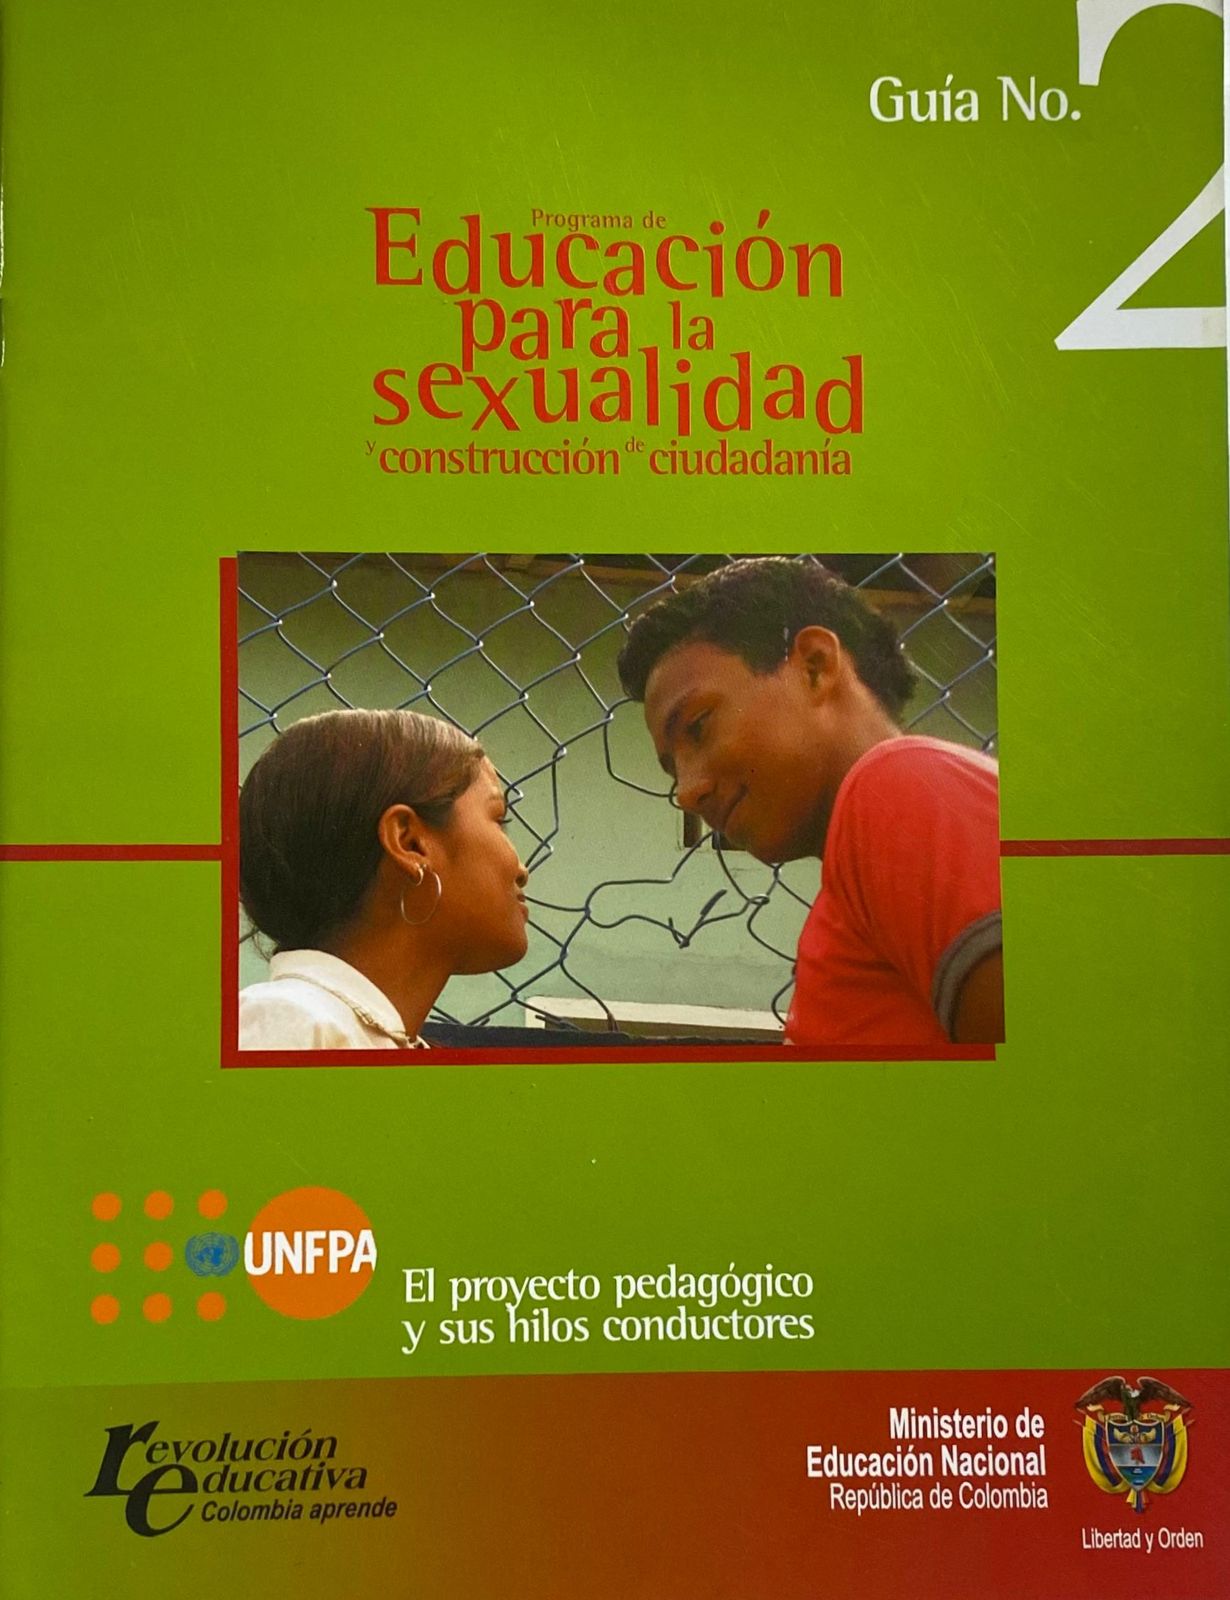 Guía No. 2
Programa de
Educación
para la
sexualidad
y construcción de ciudadanía
UNFPA
El proyecto pedagógico
y sus hilos conductores
revolución
educativa
Colombia aprende
Ministerio de
Educación Nacional
República de Colombia
Libertad y Orden